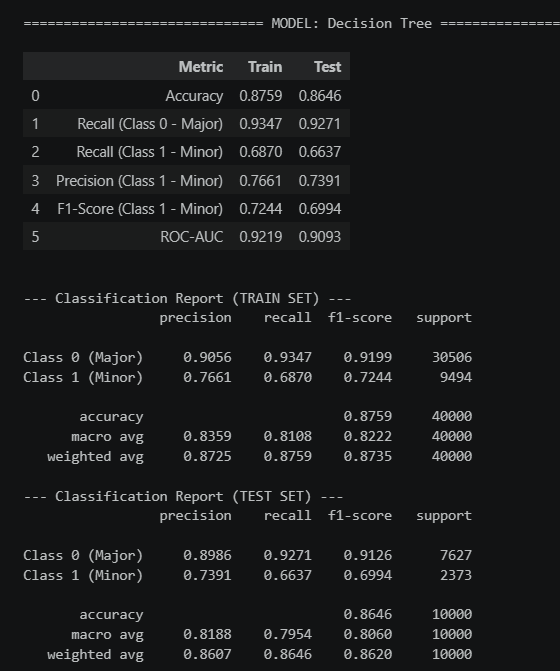 ============================== MODEL: Decision Tree ===============
Metric Train Test
0 Accuracy 0.8759 0.8646
1 Recall (Class 0 - Major) 0.9347 0.9271
2 Recall (Class 1 - Minor) 0.6870 0.6637
3 Precision (Class 1 - Minor) 0.7661 0.7391
4 F1-Score (Class 1 - Minor) 0.7244 0.6994
5 ROC-AUC 0.9219 0.9093
--- Classification Report (TRAIN SET) ---
precision recall f1-score support
Class 0 (Major) 0.9056 0.9347 0.9199 30506
Class 1 (Minor) 0.7661 0.6870 0.7244 9494
accuracy 0.8759 40000
macro avg 0.8359 0.8108 0.8222 40000
weighted avg 0.8725 0.8759 0.8735 40000
--- Classification Report (TEST SET) ---
precision recall f1-score support
Class 0 (Major) 0.8986 0.9271 0.9126 7627
Class 1 (Minor) 0.7391 0.6637 0.6994 2373
accuracy 0.8646 10000
macro avg 0.8188 0.7954 0.8060 10000
weighted avg 0.8607 0.8646 0.8620 10000